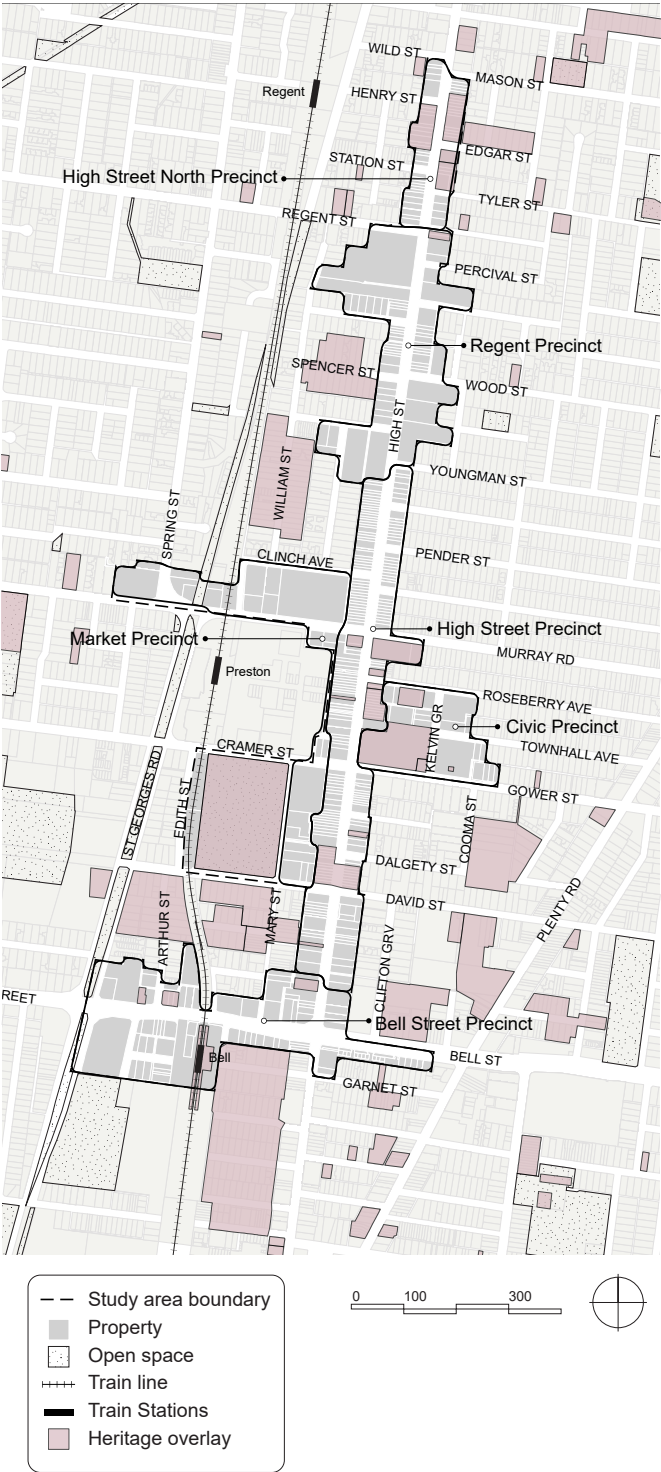 WILD ST
MASON ST
Regent
HENRY ST
STATION ST
EDGAR ST
High Street North Precinct
TYLER ST
REGENT ST
PERCIVAL ST
Regent Precinct
SPENCER ST
WOOD ST
HIGH ST
YOUNGMAN ST
WILLIAM ST
SPRING ST
CLINCH AVE
PENDER ST
High Street Precinct
Market Precinct
MURRAY RD
Preston
ROSEBERRY AVE
KELVIN GR
Civic Precinct
CRAMER ST
TOWNHALL AVE
ST GEORGES RD
EDITH ST
GOWER ST
COOMA ST
DALGETY ST
DAVID ST
PLENTY RD
ARTHUR ST
MARY ST
CLIFTON GRV
REET
Bell Street Precinct
Bell
BELL ST
GARNET ST
0 100 300
Study area boundary
Property
Open space
Train line
Train Stations
Heritage overlay